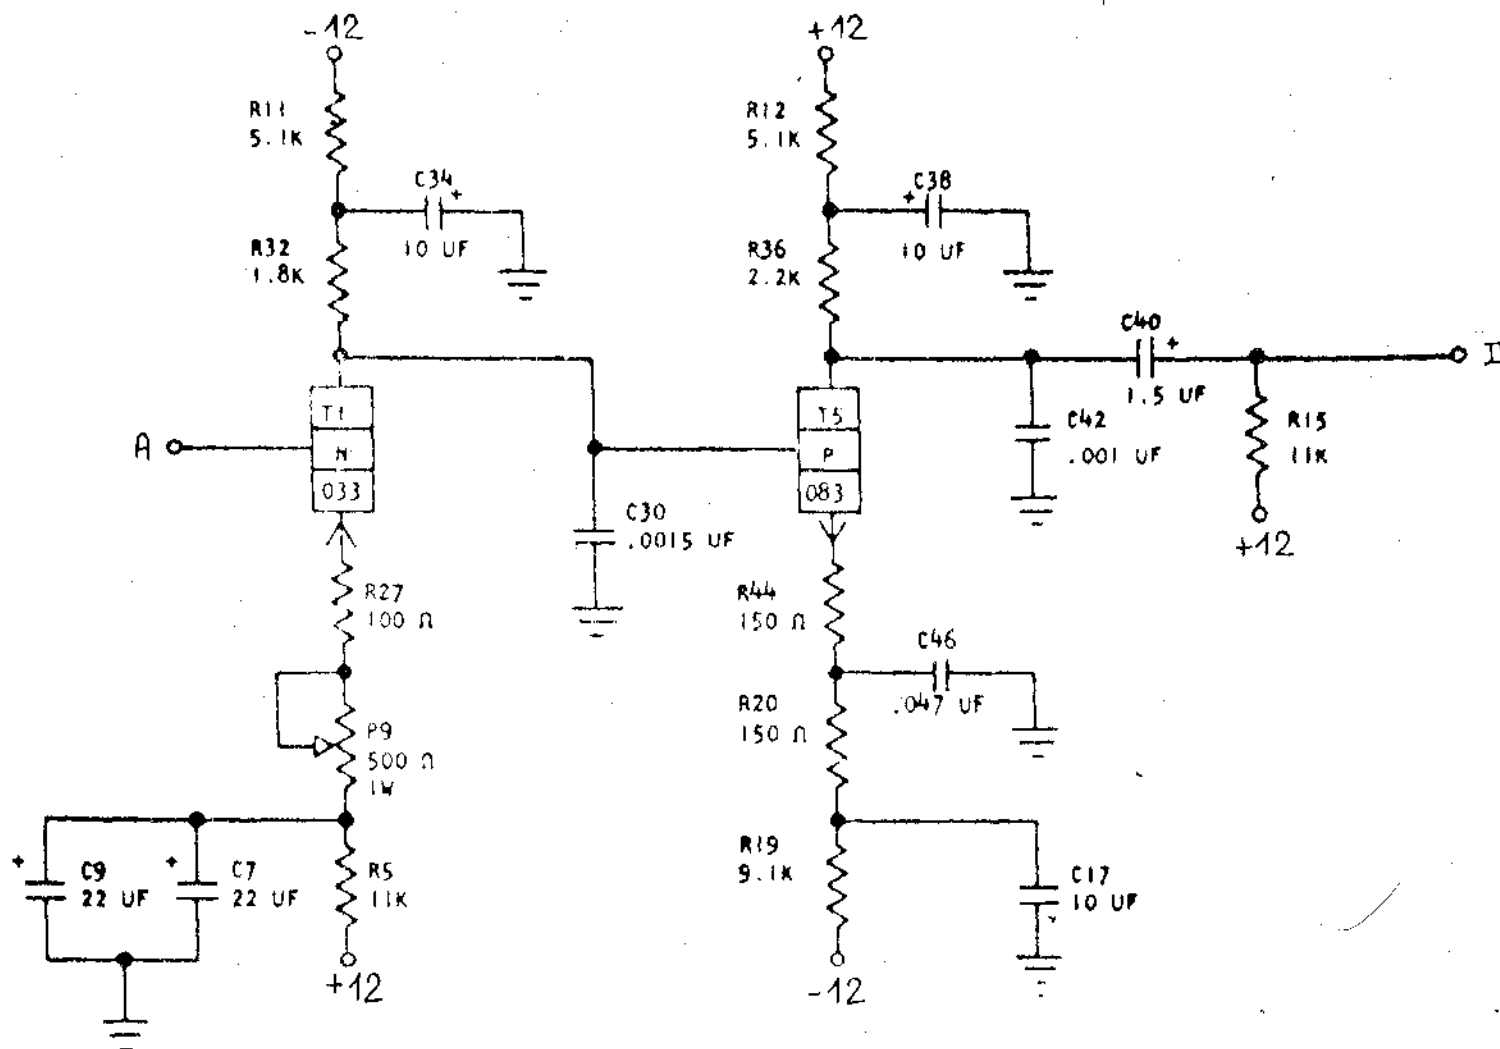 -12
+12
R11
5.1K
R12
5.1K
C34
+
10 UF
C38
+
10 UF
R32
1.8K
R36
2.2K
C40
+
1.5 UF
T1
N
033
A
T5
P
083
C42
.001 UF
R15
11K
+12
C30
.0015 UF
R27
100 Ω
R44
150 Ω
C46
.047 UF
P9
500 Ω
1W
R20
150 Ω
+
C9
22 UF
+
C7
22 UF
R5
11K
+12
R19
9.1K
C17
10 UF
-12